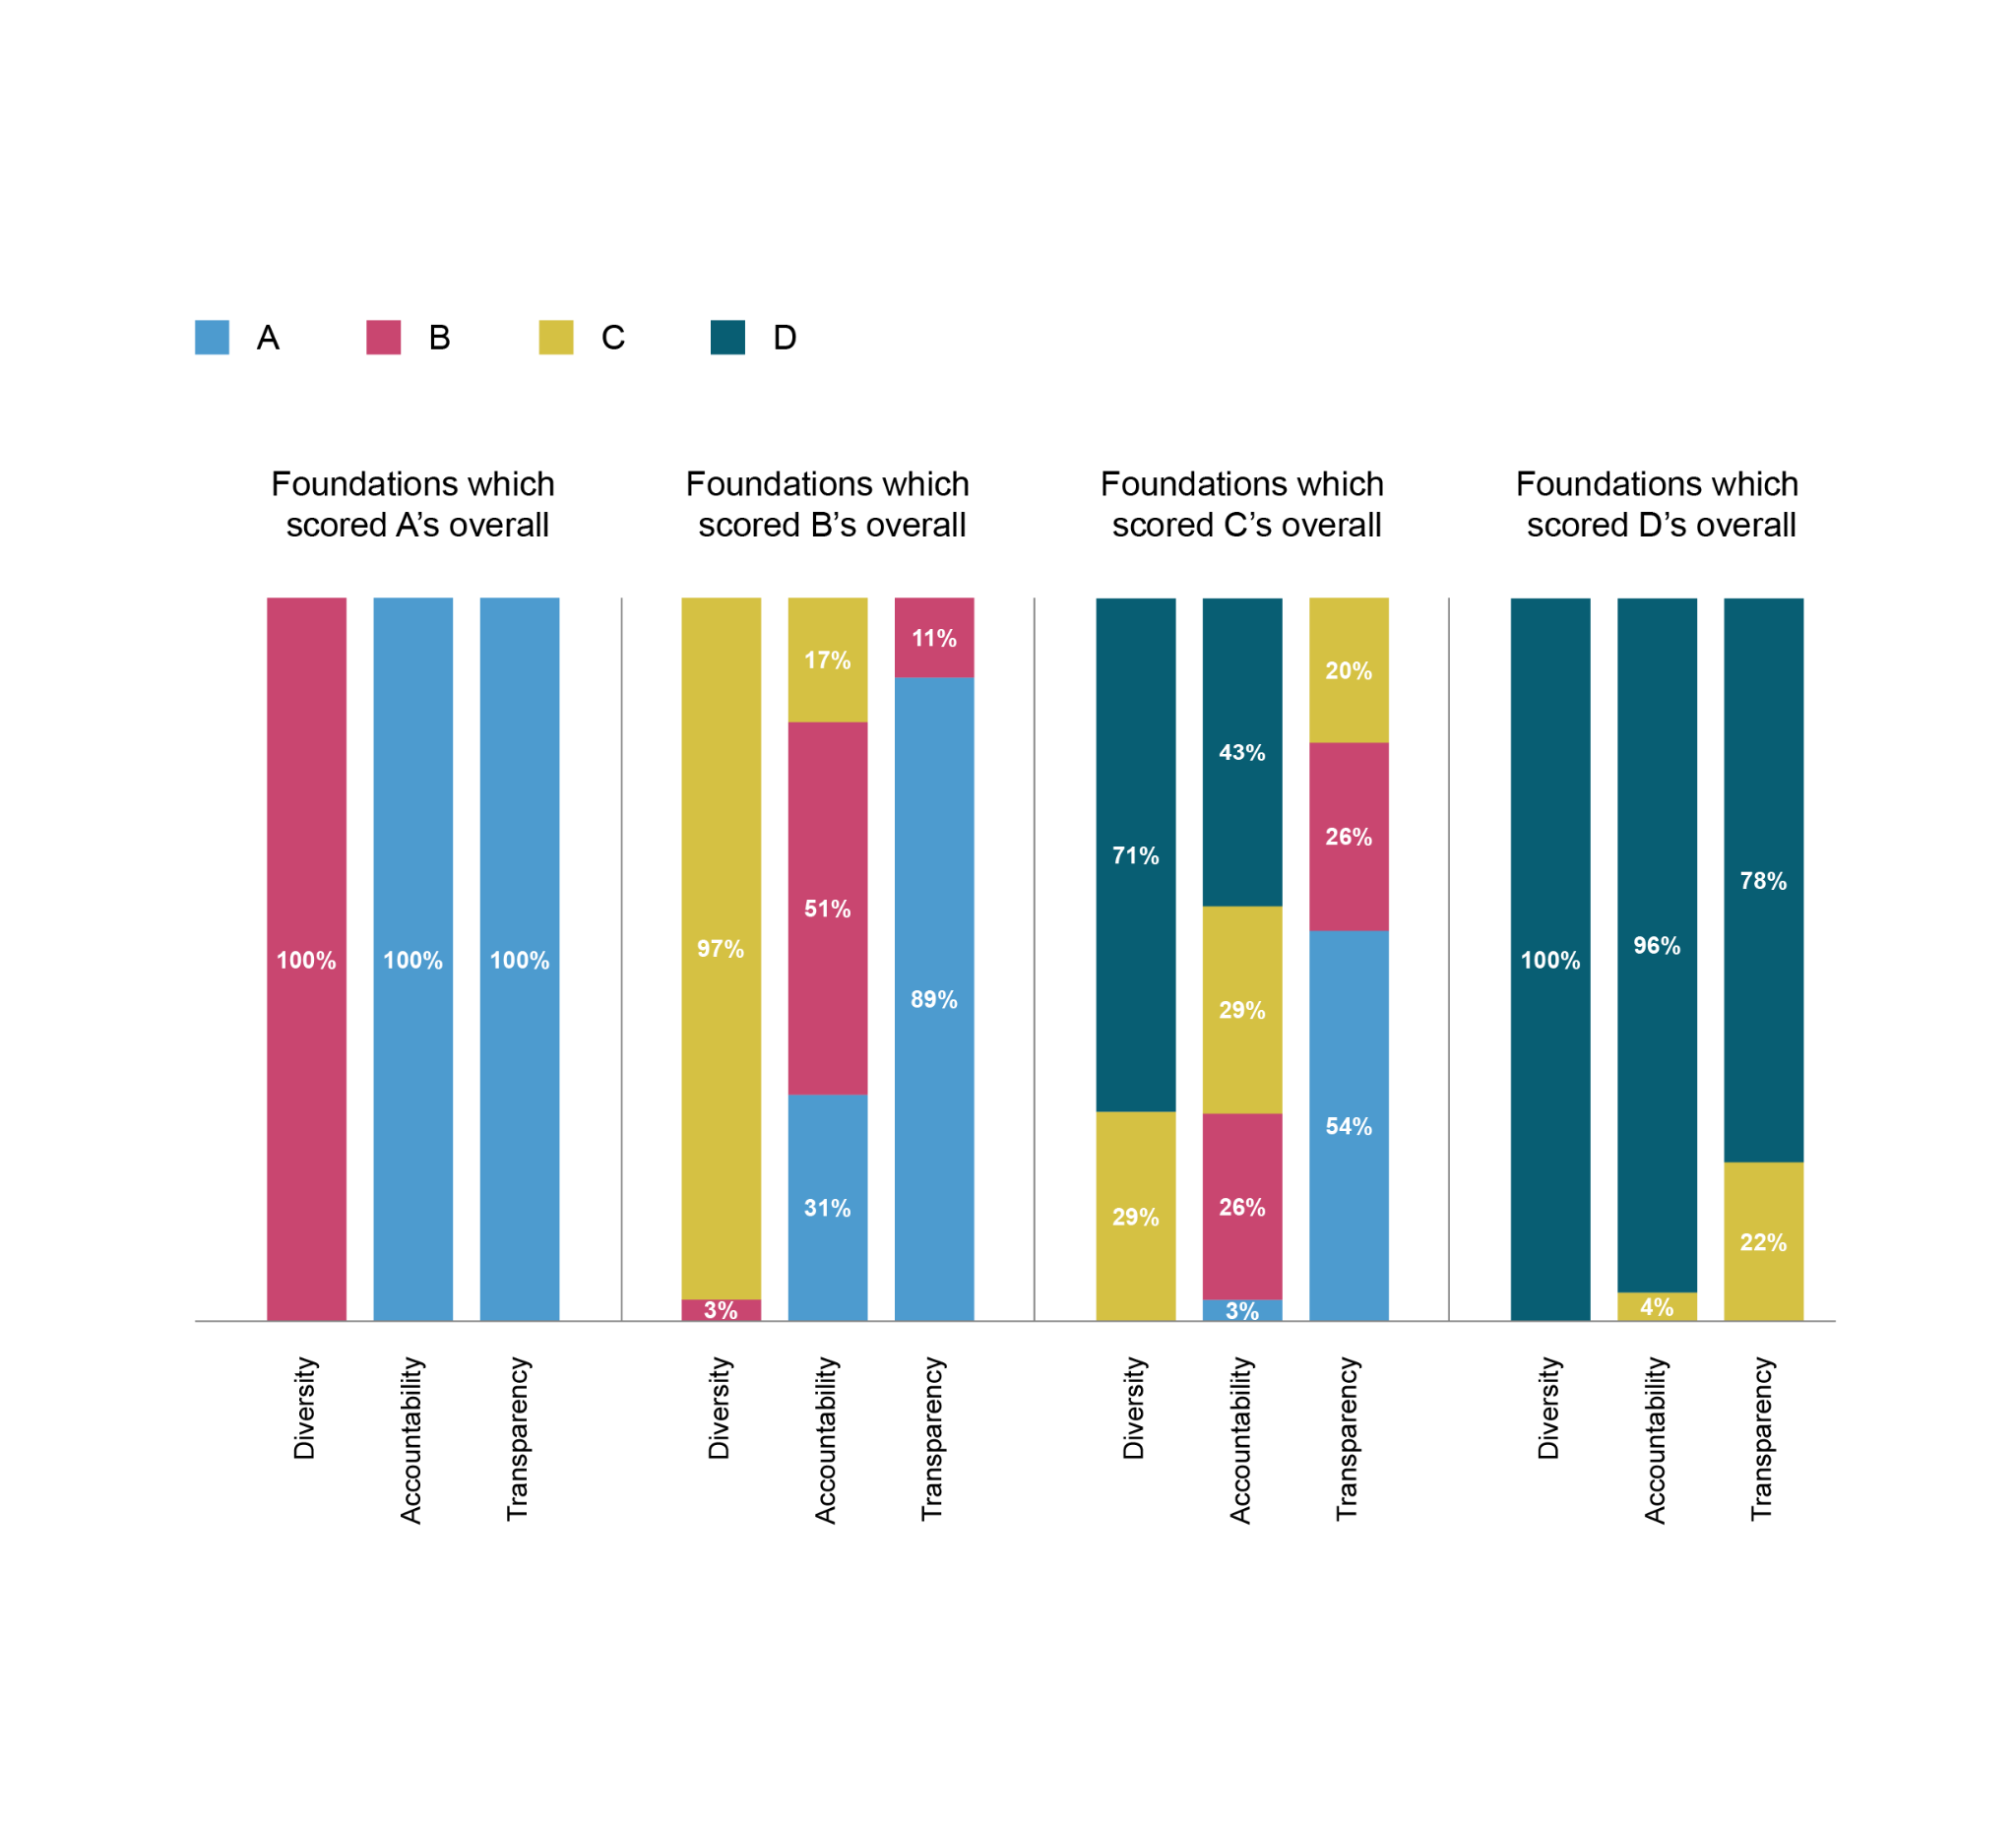 A
B
C
D
Foundations which
scored A’s overall
Foundations which
scored B’s overall
Foundations which
scored C’s overall
Foundations which
scored D’s overall
100%
100%
100%
97%
3%
17%
51%
31%
11%
89%
71%
29%
43%
29%
26%
3%
20%
26%
54%
100%
96%
4%
78%
22%
Diversity
Accountability
Transparency
Diversity
Accountability
Transparency
Diversity
Accountability
Transparency
Diversity
Accountability
Transparency